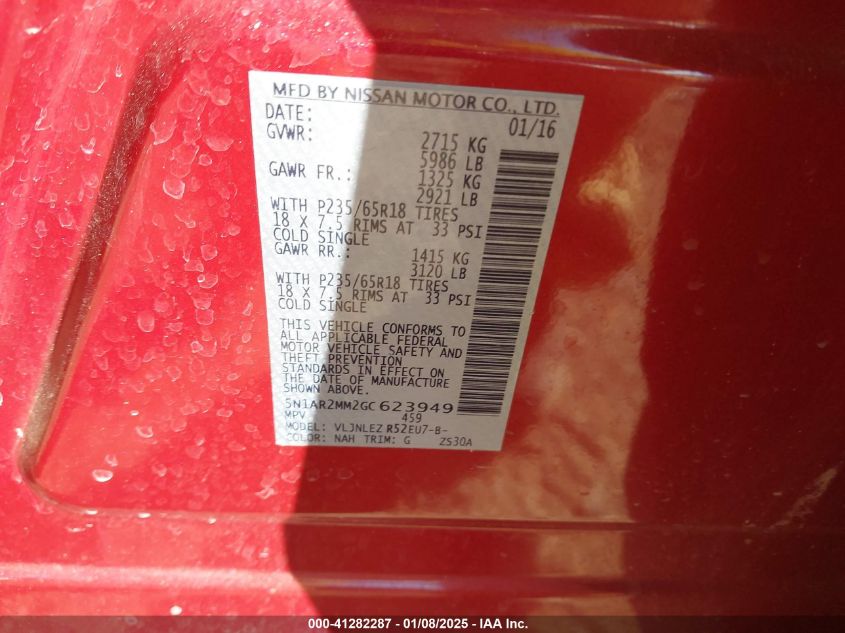 MFD BY NISSAN MOTOR CO., LTD.
DATE: 01/16
GVWR: 2715 KG
5986 LB
GAWR FR.: 1325 KG
2921 LB
WITH P235/65R18 TIRES
18 X 7.5 RIMS AT 33 PSI
COLD SINGLE
GAWR RR.: 1415 KG
3120 LB
WITH P235/65R18 TIRES
18 X 7.5 RIMS AT 33 PSI
COLD SINGLE
THIS VEHICLE CONFORMS TO
ALL APPLICABLE FEDERAL
MOTOR VEHICLE SAFETY AND
THEFT PREVENTION
STANDARDS IN EFFECT ON
THE DATE OF MANUFACTURE
SHOWN ABOVE.
5N1AR2MM2GC623949
MPV 459
MODEL: VLJNLEZ R52EU7-B-
COLOR: NAH TRIM: G ZS30A
000-41282287 - 01/08/2025 - IAA Inc.